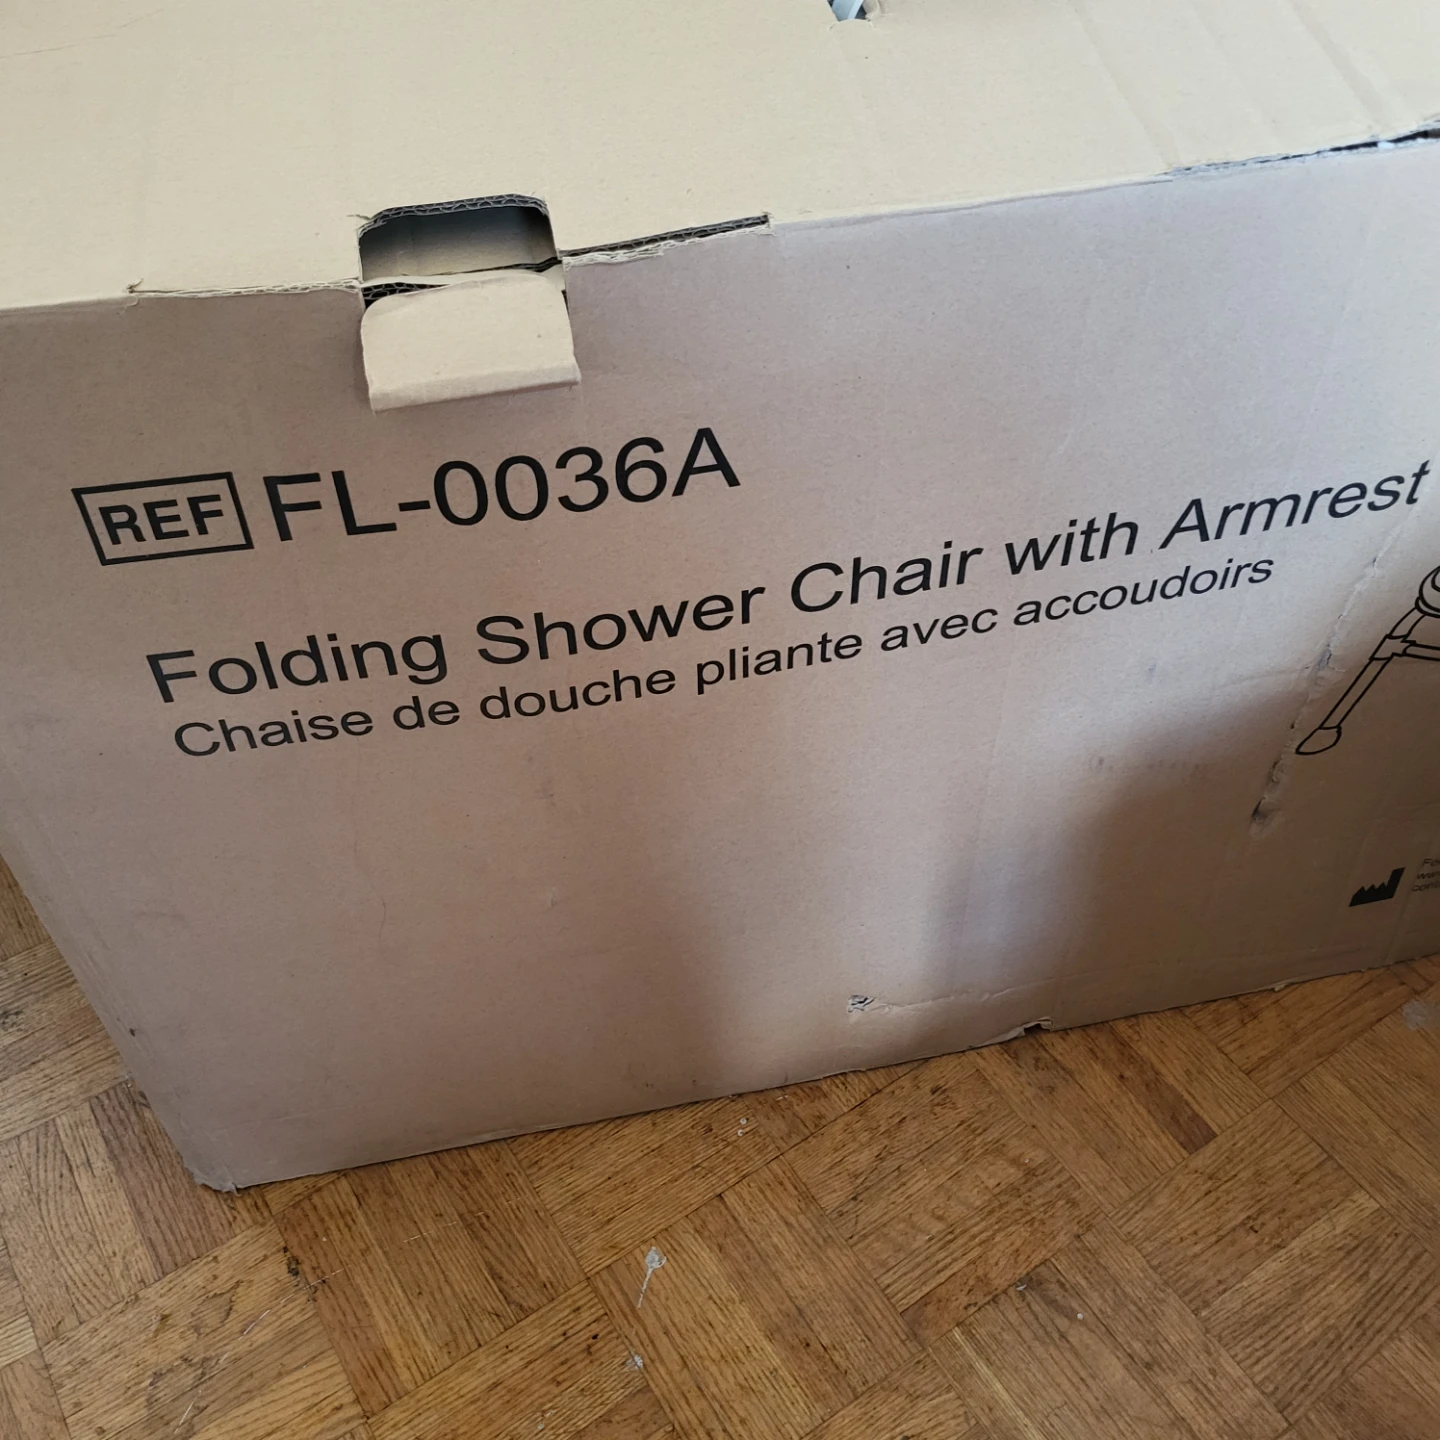 REF FL-0036A
Folding Shower Chair with Armrest
Chaise de douche pliante avec accoudoirs